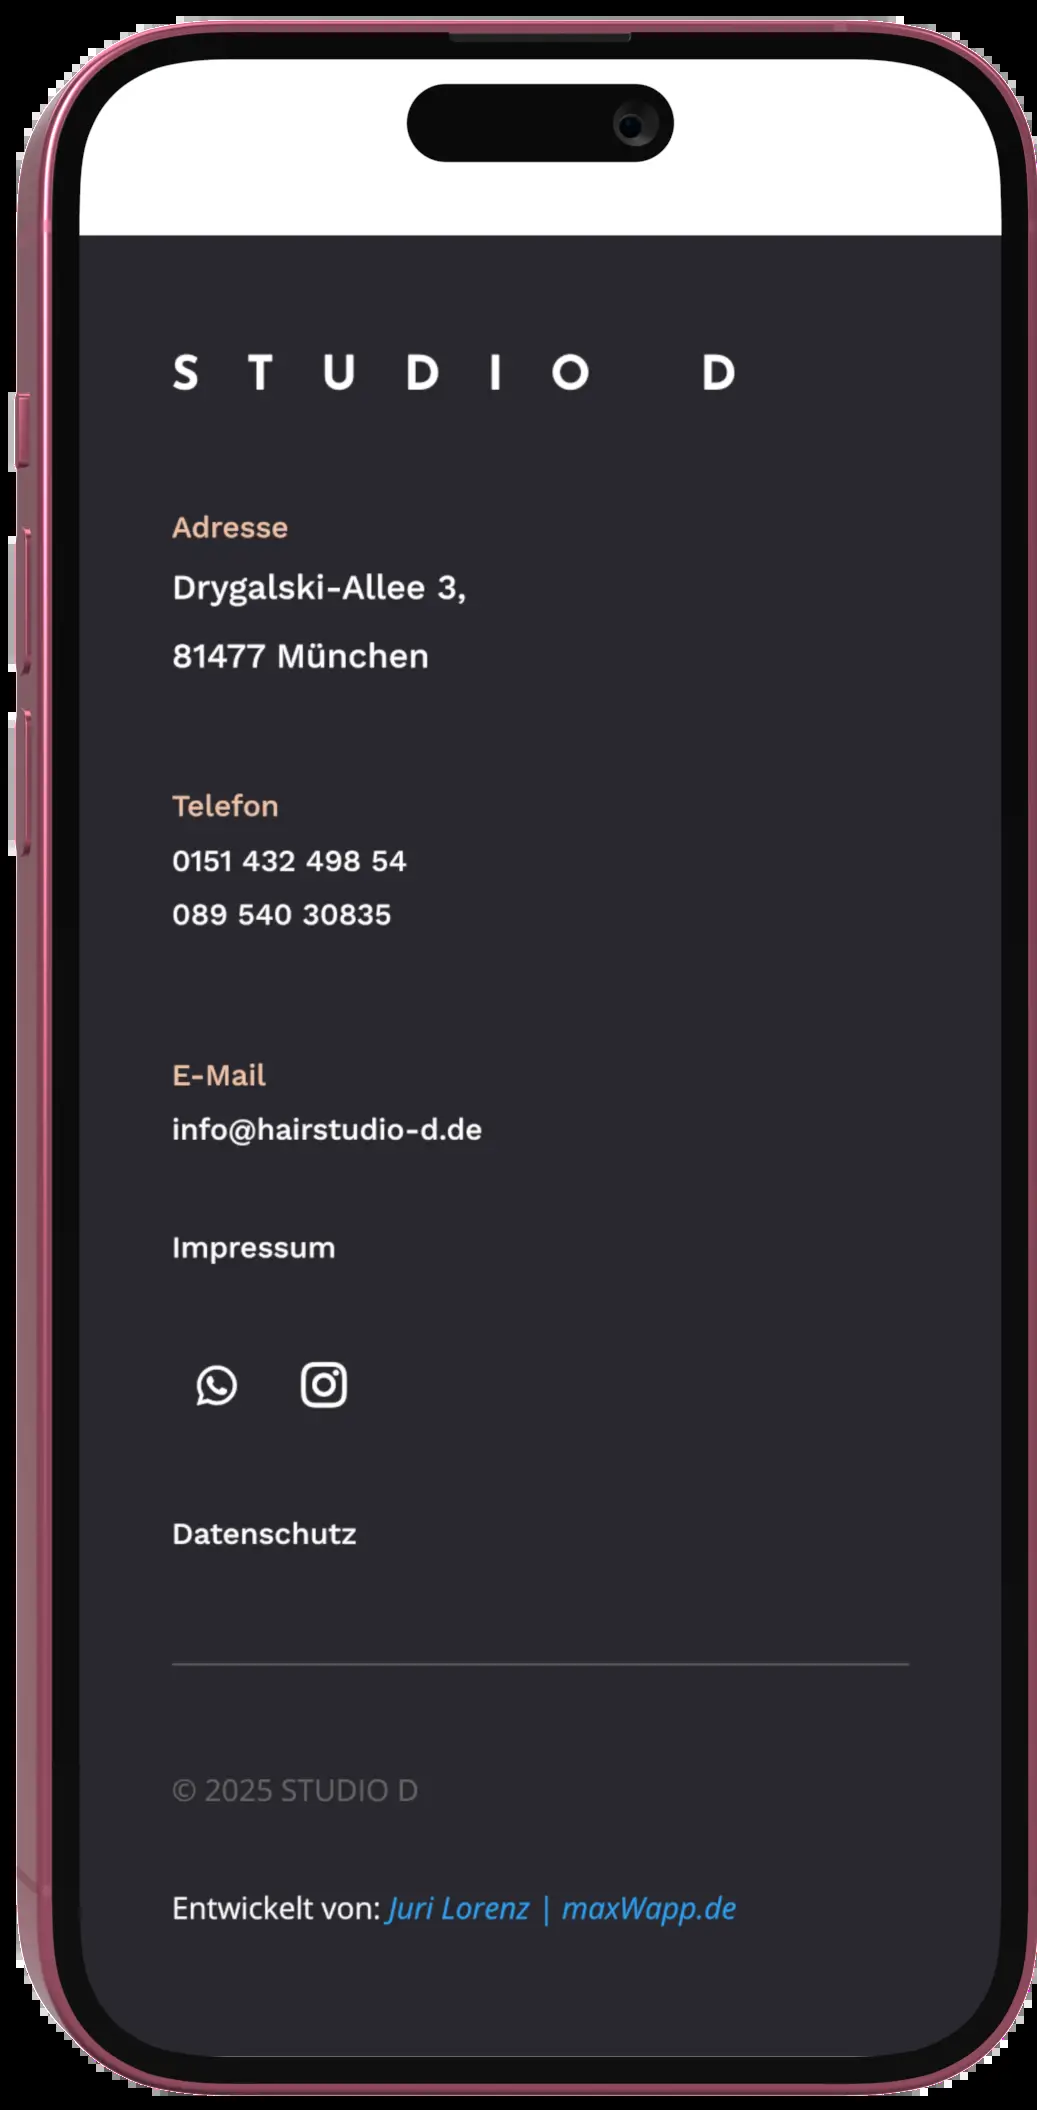 STUDIO D
Adresse
Drygalski-Allee 3,
81477 München
Telefon
0151 432 498 54
089 540 30835
E-Mail
info@hairstudio-d.de
Impressum
Datenschutz
© 2025 STUDIO D
Entwickelt von: Juri Lorenz | maxWapp.de